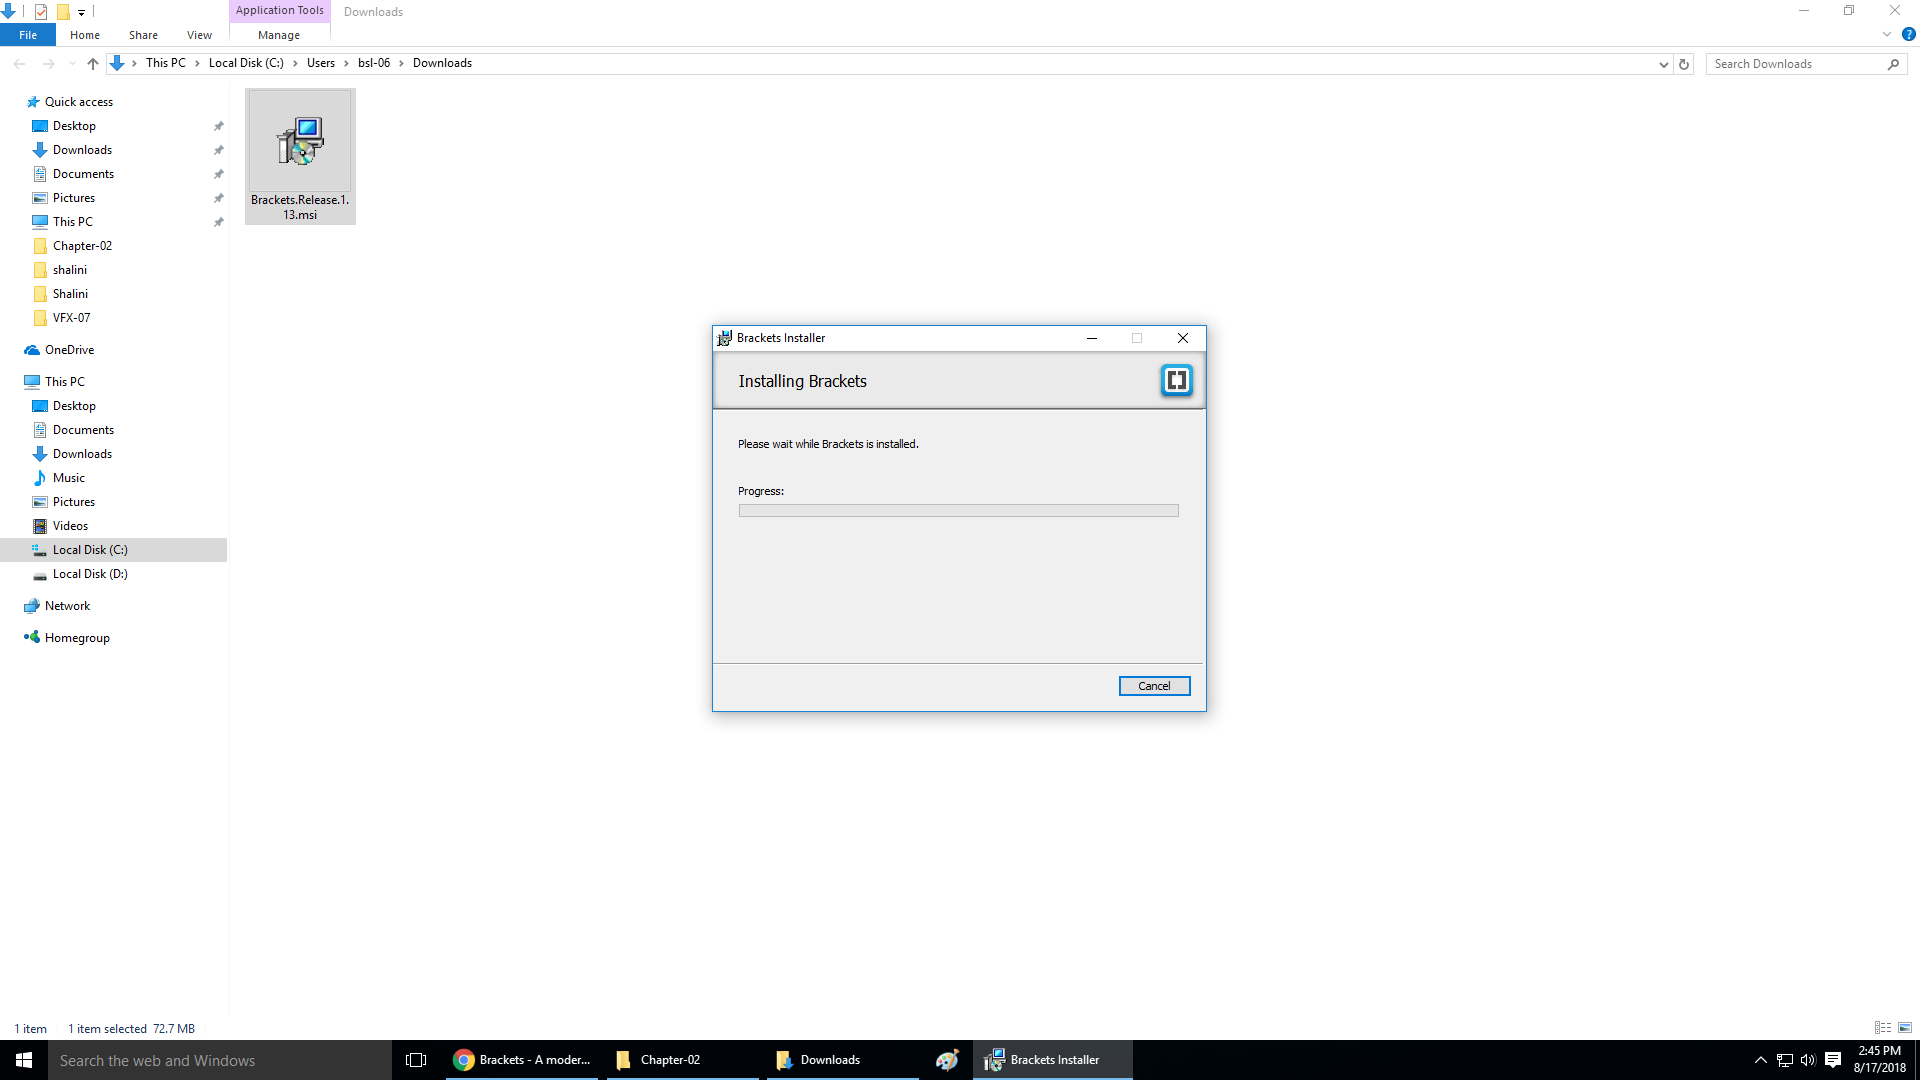 Application Tools
Downloads
File
Home
Share
View
Manage
This PC
Local Disk (C:)
Users
bsl-06
Downloads
Search Downloads
Quick access
Desktop
Downloads
Documents
Pictures
This PC
Chapter-02
shalini
Shalini
VFX-07
OneDrive
This PC
Desktop
Documents
Downloads
Music
Pictures
Videos
Local Disk (C:)
Local Disk (D:)
Network
Homegroup
Brackets.Release.1.
13.msi
Brackets Installer
Installing Brackets
Please wait while Brackets is installed.
Progress:
Cancel
1 item
1 item selected 72.7 MB
Search the web and Windows
Brackets - A moder...
Chapter-02
Downloads
Brackets Installer
2:45 PM
8/17/2018